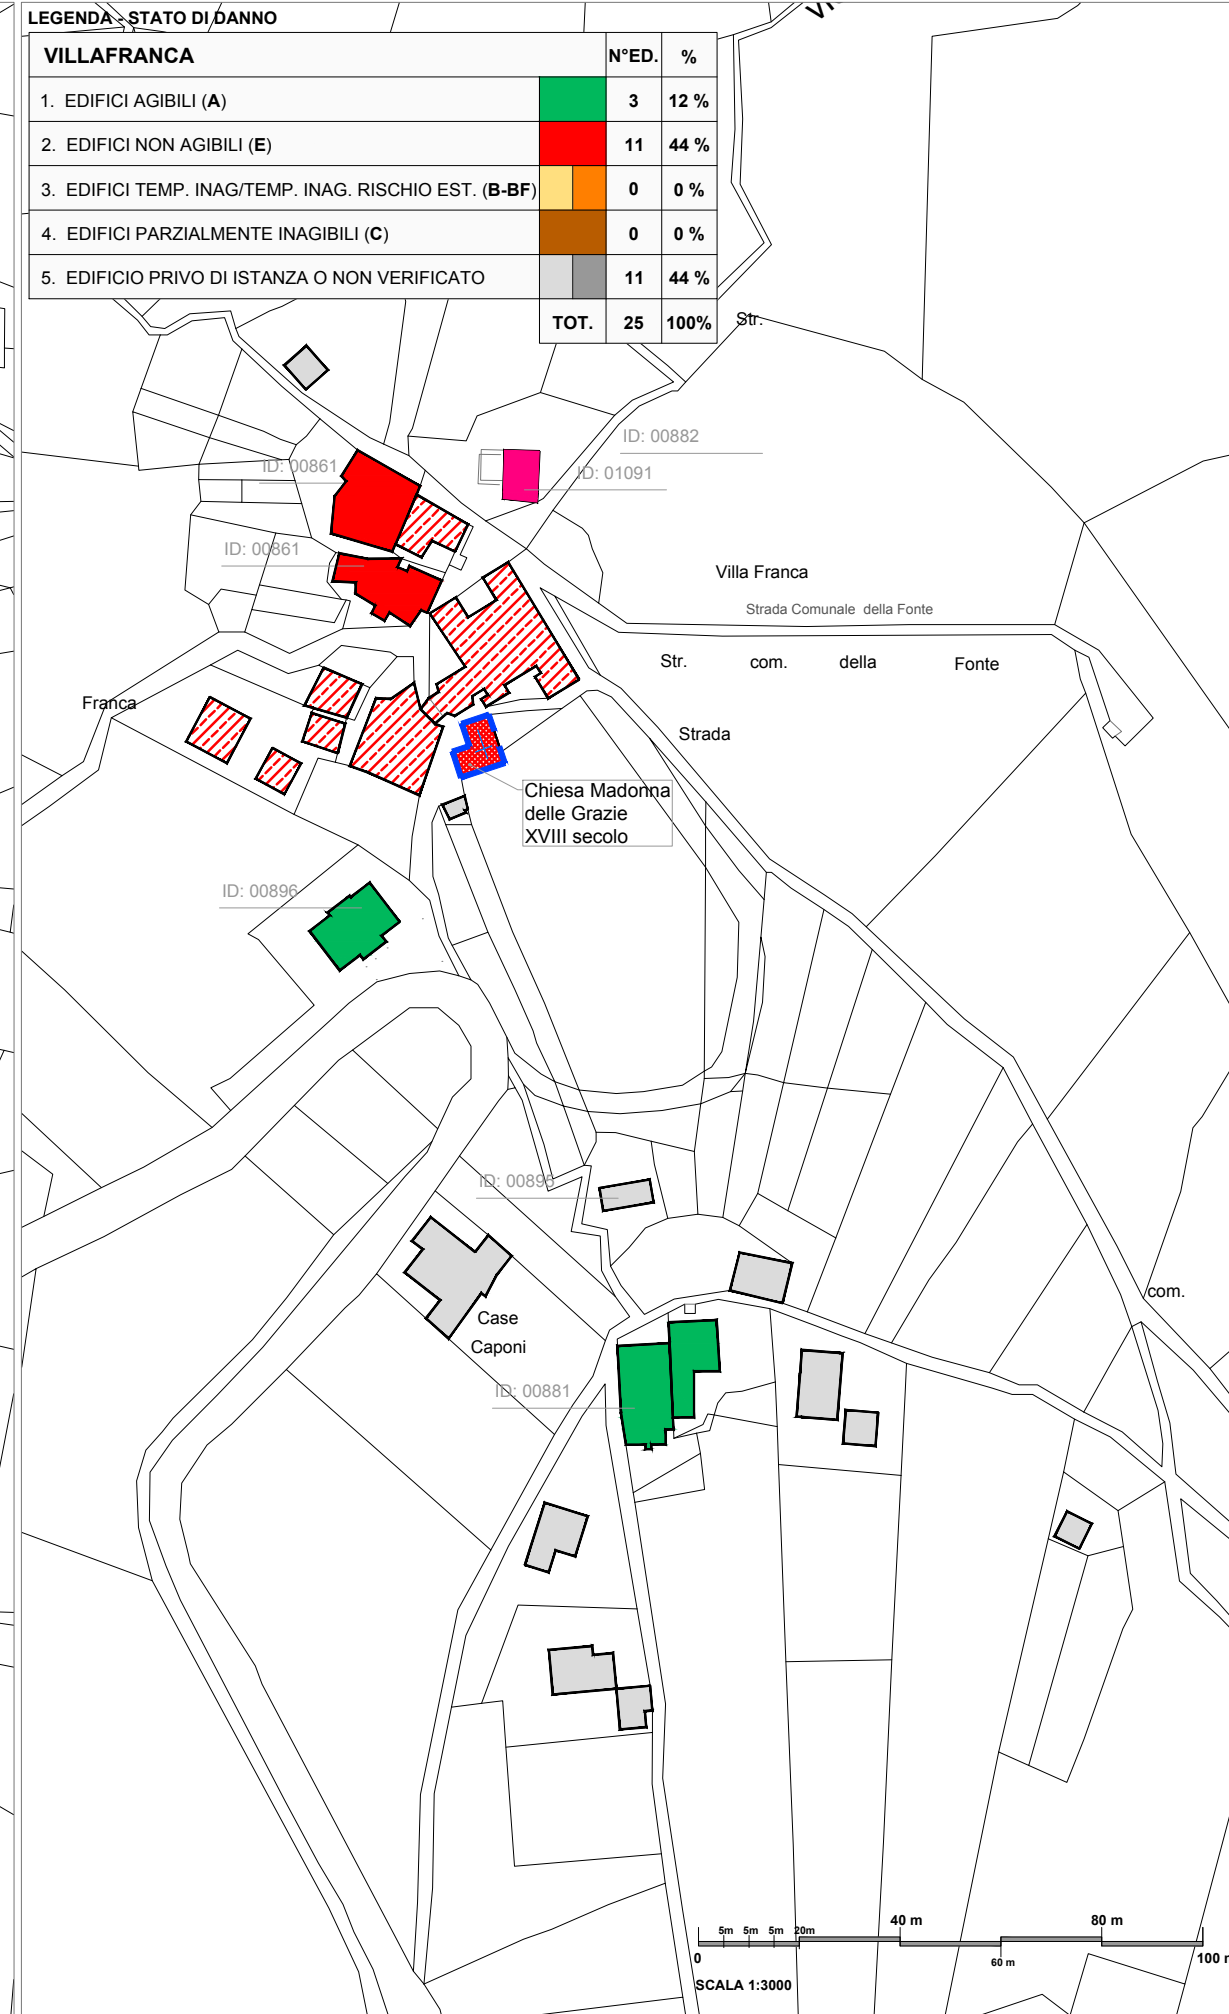 LEGENDA - STATO DI DANNO
VILLAFRANCA N°ED. %
1. EDIFICI AGIBILI (A) 3 12 %
2. EDIFICI NON AGIBILI (E) 11 44 %
3. EDIFICI TEMP. INAG/TEMP. INAG. RISCHIO EST. (B-BF) 0 0 %
4. EDIFICI PARZIALMENTE INAGIBILI (C) 0 0 %
5. EDIFICIO PRIVO DI ISTANZA O NON VERIFICATO 11 44 %
TOT. 25 100%
Str.
ID: 00882
ID: 00861
ID: 01091
ID: 00861
Villa Franca
Strada Comunale della Fonte
Str. com. della Fonte
Franca
Strada
Chiesa Madonna
delle Grazie
XVIII secolo
ID: 00896
ID: 00895
com.
Case
Caponi
ID: 00881
40 m 80 m
5m 5m 5m 20m
0 60 m 100 m
SCALA 1:3000